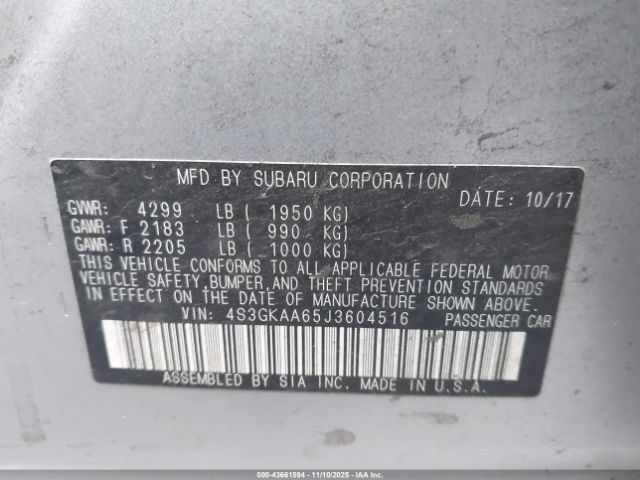 MFD BY SUBARU CORPORATION
DATE: 10/17
GVWR: 4299 LB ( 1950 KG)
GAWR: F 2183 LB ( 990 KG)
GAWR: R 2205 LB ( 1000 KG)
THIS VEHICLE CONFORMS TO ALL APPLICABLE FEDERAL MOTOR
VEHICLE SAFETY, BUMPER, AND THEFT PREVENTION STANDARDS
IN EFFECT ON THE DATE OF MANUFACTURE SHOWN ABOVE.
VIN: 4S3GKAA65J3604516 PASSENGER CAR
ASSEMBLED BY SIA INC. MADE IN U.S.A.
000-43661594 — 11/10/2025 — IAAI.COM